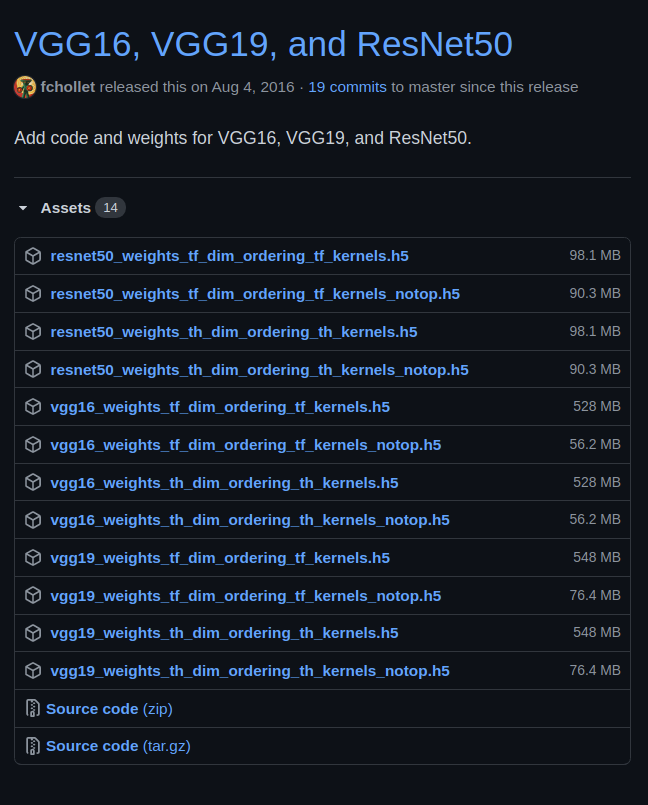 VGG16, VGG19, and ResNet50
fchollet released this on Aug 4, 2016 · 19 commits to master since this release
Add code and weights for VGG16, VGG19, and ResNet50.
Assets 14
resnet50_weights_tf_dim_ordering_tf_kernels.h5 98.1 MB
resnet50_weights_tf_dim_ordering_tf_kernels_notop.h5 90.3 MB
resnet50_weights_th_dim_ordering_th_kernels.h5 98.1 MB
resnet50_weights_th_dim_ordering_th_kernels_notop.h5 90.3 MB
vgg16_weights_tf_dim_ordering_tf_kernels.h5 528 MB
vgg16_weights_tf_dim_ordering_tf_kernels_notop.h5 56.2 MB
vgg16_weights_th_dim_ordering_th_kernels.h5 528 MB
vgg16_weights_th_dim_ordering_th_kernels_notop.h5 56.2 MB
vgg19_weights_tf_dim_ordering_tf_kernels.h5 548 MB
vgg19_weights_tf_dim_ordering_tf_kernels_notop.h5 76.4 MB
vgg19_weights_th_dim_ordering_th_kernels.h5 548 MB
vgg19_weights_th_dim_ordering_th_kernels_notop.h5 76.4 MB
Source code (zip)
Source code (tar.gz)